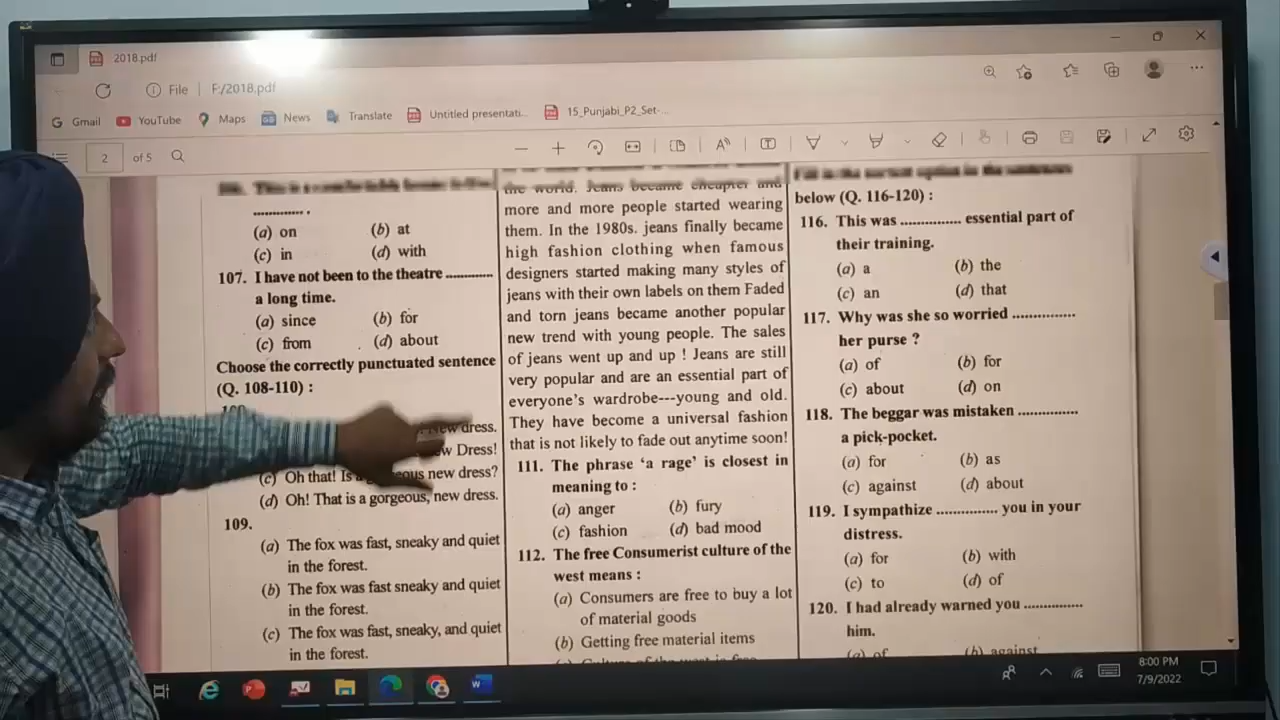 2018.pdf
File | F:/2018.pdf
Gmail YouTube Maps News Translate Untitled presentati... 15_Punjabi_P2_Set-...
2 of 5
............. .
(a) on (b) at
(c) in (d) with
107. I have not been to the theatre ............
a long time.
(a) since (b) for
(c) from (d) about
Choose the correctly punctuated sentence
(Q. 108-110) :
New dress.
Dress!
(c) Oh that! Is a new dress?
(d) Oh! That is a gorgeous, new dress.
109.
(a) The fox was fast, sneaky and quiet
in the forest.
(b) The fox was fast sneaky and quiet
in the forest.
(c) The fox was fast, sneaky, and quiet
in the forest.
the world. Jeans became cheaper and
more and more people started wearing
them. In the 1980s. jeans finally became
high fashion clothing when famous
designers started making many styles of
jeans with their own labels on them Faded
and torn jeans became another popular
new trend with young people. The sales
of jeans went up and up ! Jeans are still
very popular and are an essential part of
everyone's wardrobe---young and old.
They have become a universal fashion
that is not likely to fade out anytime soon!
111. The phrase 'a rage' is closest in
meaning to :
(a) anger (b) fury
(c) fashion (d) bad mood
112. The free Consumerist culture of the
west means :
(a) Consumers are free to buy a lot
of material goods
(b) Getting free material items
below (Q. 116-120) :
116. This was ............... essential part of
their training.
(a) a (b) the
(c) an (d) that
117. Why was she so worried ...............
her purse ?
(a) of (b) for
(c) about (d) on
118. The beggar was mistaken ...............
a pick-pocket.
(a) for (b) as
(c) against (d) about
119. I sympathize ............... you in your
distress.
(a) for (b) with
(c) to (d) of
120. I had already warned you ...............
him.
(a) of (b) against
8:00 PM
7/9/2022